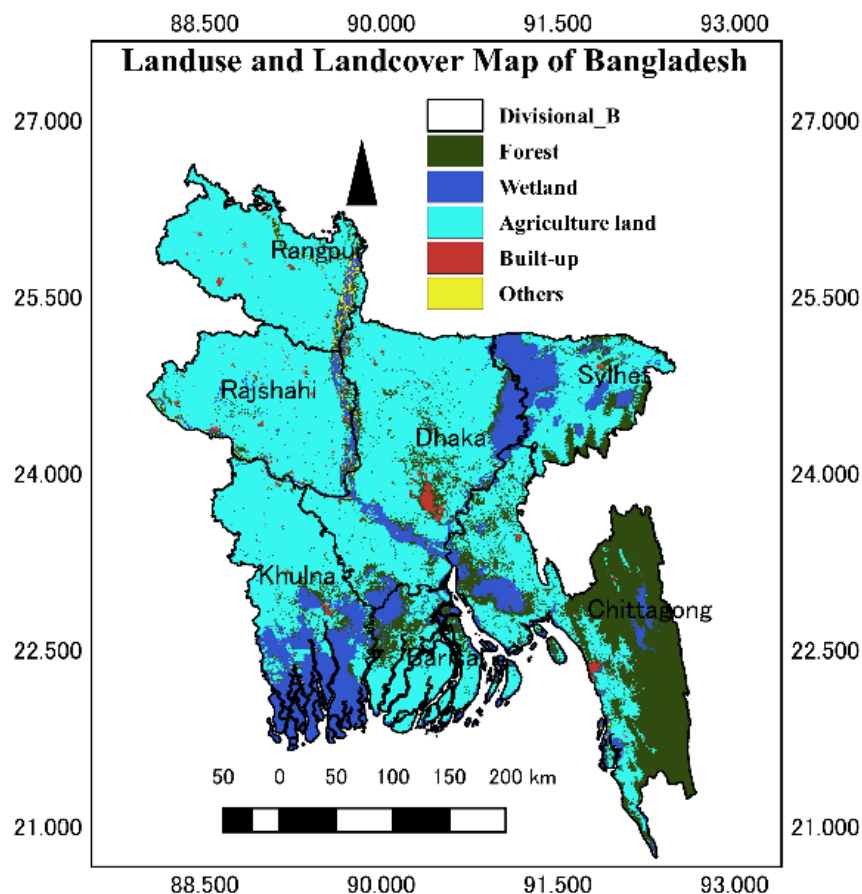 88.500 90.000 91.500 93.000
Landuse and Landcover Map of Bangladesh
27.000 27.000
Divisional_B
Forest
Wetland
Agriculture land
Built-up
Others
Rangpur
25.500 25.500
Sylhet
Rajshahi
Dhaka
24.000 24.000
Khulna
Chittagong
22.500 22.500
Barisal
50 0 50 100 150 200 km
21.000 21.000
88.500 90.000 91.500 93.000